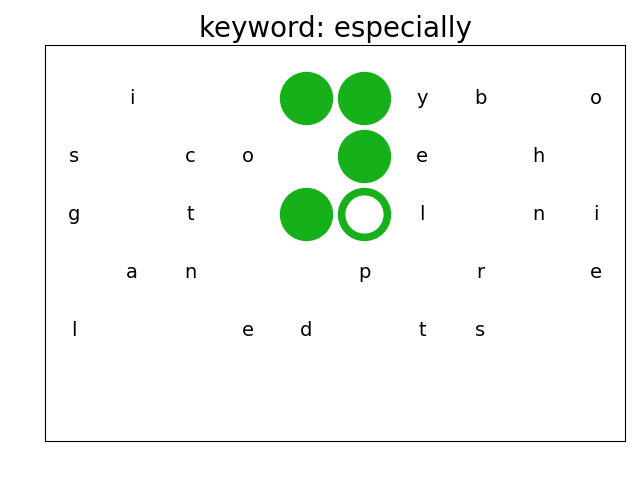 keyword: especially
i y b o
s c o e h
g t l n i
a n p r e
l e d t s